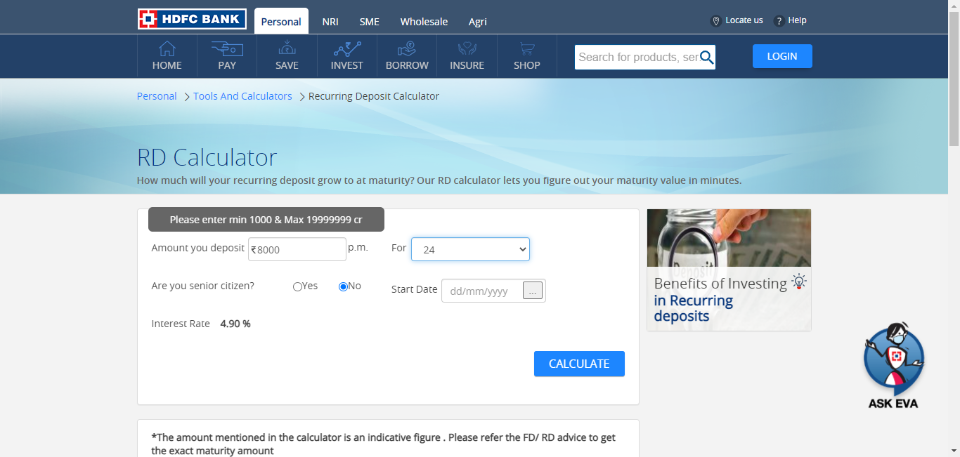 HDFC BANK
Personal NRI SME Wholesale Agri
Locate us ? Help
HOME PAY SAVE INVEST BORROW INSURE SHOP
Search for products, ser
LOGIN
Personal > Tools And Calculators > Recurring Deposit Calculator
RD Calculator
How much will your recurring deposit grow to at maturity? Our RD calculator lets you figure out your maturity value in minutes.
Please enter min 1000 & Max 19999999 cr
Amount you deposit ₹8000 p.m. For 24
Are you senior citizen? Yes No Start Date dd/mm/yyyy ...
Interest Rate 4.90 %
CALCULATE
Benefits of Investing
in Recurring
deposits
ASK EVA
*The amount mentioned in the calculator is an indicative figure . Please refer the FD/ RD advice to get
the exact maturity amount